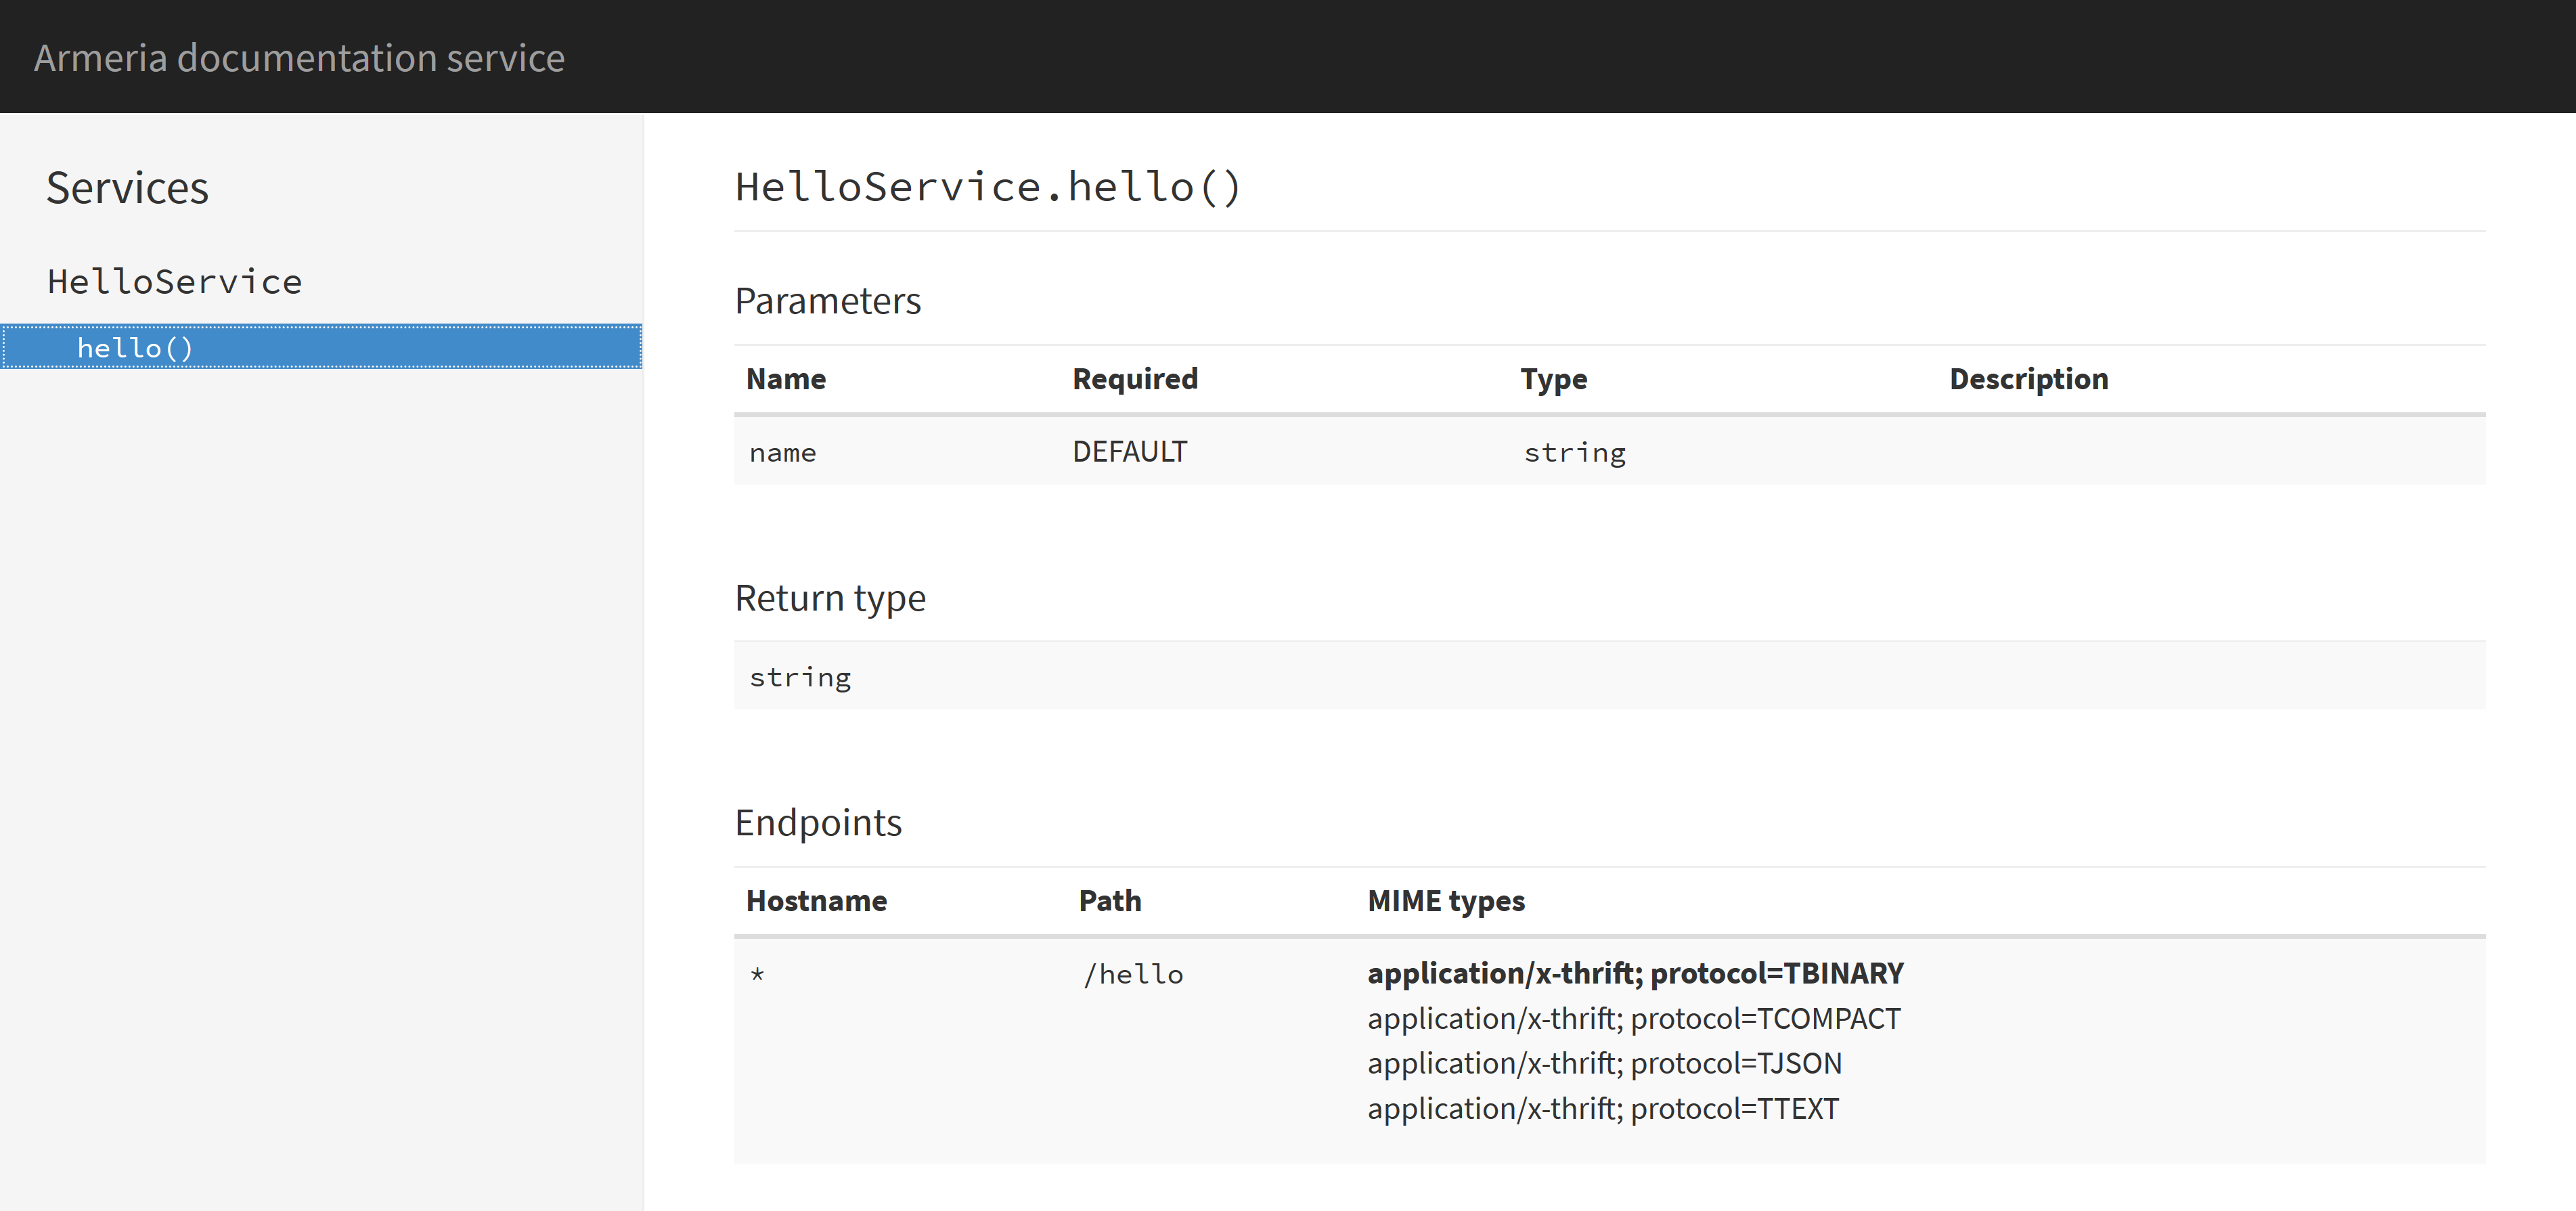 Armeria documentation service
Services
HelloService
hello()
HelloService.hello()
Parameters
Name Required Type Description
name DEFAULT string
Return type
string
Endpoints
Hostname Path MIME types
* /hello application/x-thrift; protocol=TBINARY
application/x-thrift; protocol=TCOMPACT
application/x-thrift; protocol=TJSON
application/x-thrift; protocol=TTEXT